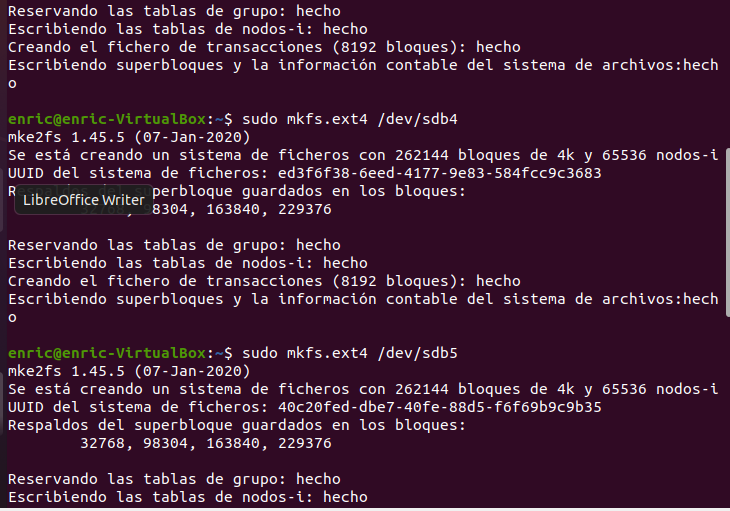 Reservando las tablas de grupo: hecho
Escribiendo las tablas de nodos-i: hecho
Creando el fichero de transacciones (8192 bloques): hecho
Escribiendo superbloques y la información contable del sistema de archivos:hech
o
enric@enric-VirtualBox:~$ sudo mkfs.ext4 /dev/sdb4
mke2fs 1.45.5 (07-Jan-2020)
Se está creando un sistema de ficheros con 262144 bloques de 4k y 65536 nodos-i
UUID del sistema de ficheros: ed3f6f38-6eed-4177-9e83-584fcc9c3683
Respaldos del superbloque guardados en los bloques:
LibreOffice Writer
32768, 98304, 163840, 229376
Reservando las tablas de grupo: hecho
Escribiendo las tablas de nodos-i: hecho
Creando el fichero de transacciones (8192 bloques): hecho
Escribiendo superbloques y la información contable del sistema de archivos:hech
o
enric@enric-VirtualBox:~$ sudo mkfs.ext4 /dev/sdb5
mke2fs 1.45.5 (07-Jan-2020)
Se está creando un sistema de ficheros con 262144 bloques de 4k y 65536 nodos-i
UUID del sistema de ficheros: 40c20fed-dbe7-40fe-88d5-f6f69b9c9b35
Respaldos del superbloque guardados en los bloques:
32768, 98304, 163840, 229376
Reservando las tablas de grupo: hecho
Escribiendo las tablas de nodos-i: hecho